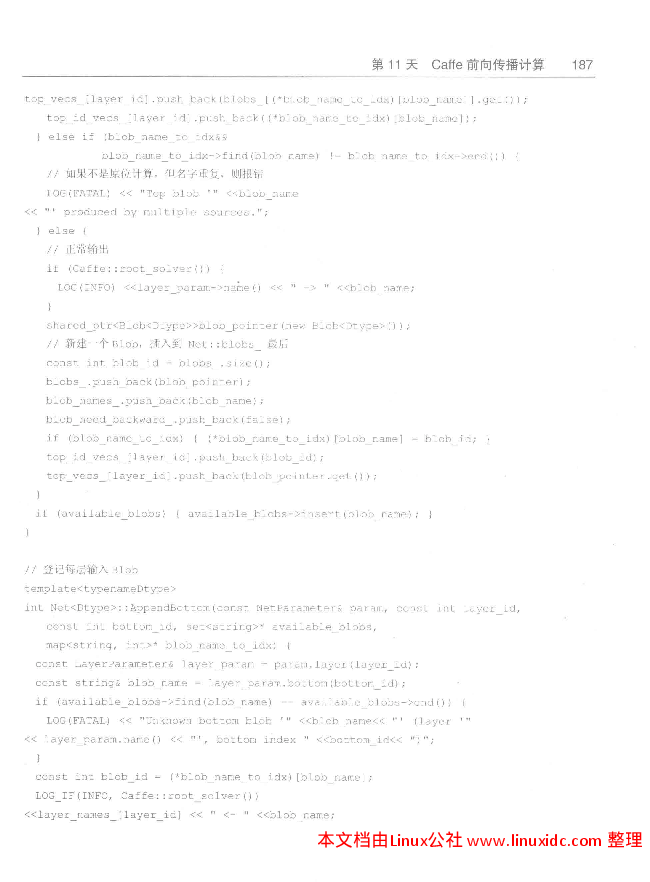 第 11 天 Caffe 前向传播计算 187
top_vecs_[layer_id].push_back(blobs_[(*blob_name_to_idx)[blob_name]].get());
top_id_vecs_[layer_id].push_back((*blob_name_to_idx)[blob_name]);
} else if (blob_name_to_idx&&
blob_name_to_idx->find(blob_name) != blob_name_to_idx->end()) {
// 如果不是原位计算，但名字重复，则报错
LOG(FATAL) << "Top blob '" <<blob_name
<< "' produced by multiple sources.";
} else {
// 正常输出
if (Caffe::root_solver()) {
LOG(INFO) <<layer_param->name() << " -> " <<blob_name;
}
shared_ptr<Blob<Dtype>>blob_pointer(new Blob<Dtype>());
// 新建一个 Blob，插入到 Net::blobs_ 最后
const int blob_id = blobs_.size();
blobs_.push_back(blob_pointer);
blob_names_.push_back(blob_name);
blob_need_backward_.push_back(false);
if (blob_name_to_idx) { (*blob_name_to_idx)[blob_name] = blob_id; }
top_id_vecs_[layer_id].push_back(blob_id);
top_vecs_[layer_id].push_back(blob_pointer.get());
}
if (available_blobs) { available_blobs->insert(blob_name); }
}
// 登记每层输入 Blob
template<typenameDtype>
int Net<Dtype>::AppendBottom(const NetParameter& param, const int layer_id,
const int bottom_id, set<string>* available_blobs,
map<string, int>* blob_name_to_idx) {
const LayerParameter& layer_param = param.layer(layer_id);
const string& blob_name = layer_param.bottom(bottom_id);
if (available_blobs->find(blob_name) == available_blobs->end()) {
LOG(FATAL) << "Unknown bottom blob '" <<blob_name<< "' (layer '"
<< layer_param.name() << "', bottom index " <<bottom_id<< ")";
}
const int blob_id = (*blob_name_to_idx)[blob_name];
LOG_IF(INFO, Caffe::root_solver())
<<layer_names_[layer_id] << " <- " <<blob_name;
本文档由Linux公社 www.linuxidc.com 整理